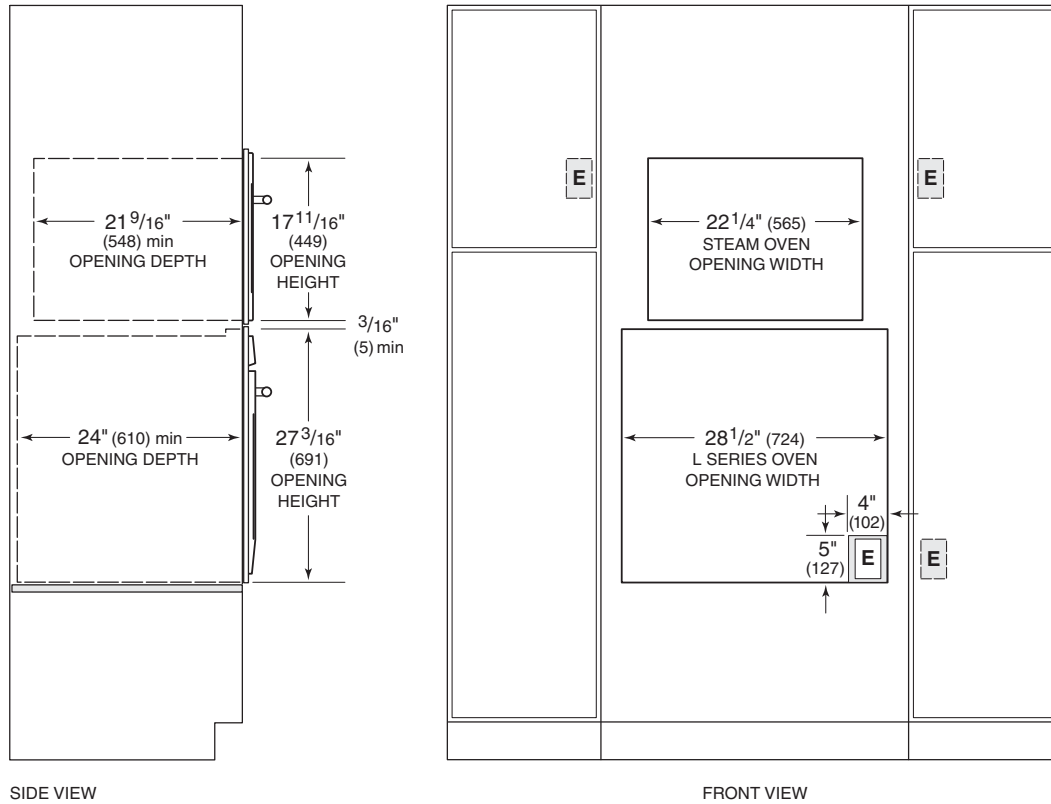 E
E
21 9/16"
(548) min
OPENING DEPTH
17 11/16"
(449)
OPENING
HEIGHT
22 1/4" (565)
STEAM OVEN
OPENING WIDTH
3/16"
(5) min
24" (610) min
OPENING DEPTH
27 3/16"
(691)
OPENING
HEIGHT
28 1/2" (724)
L SERIES OVEN
OPENING WIDTH
4"
(102)
5"
(127)
E
E
SIDE VIEW
FRONT VIEW